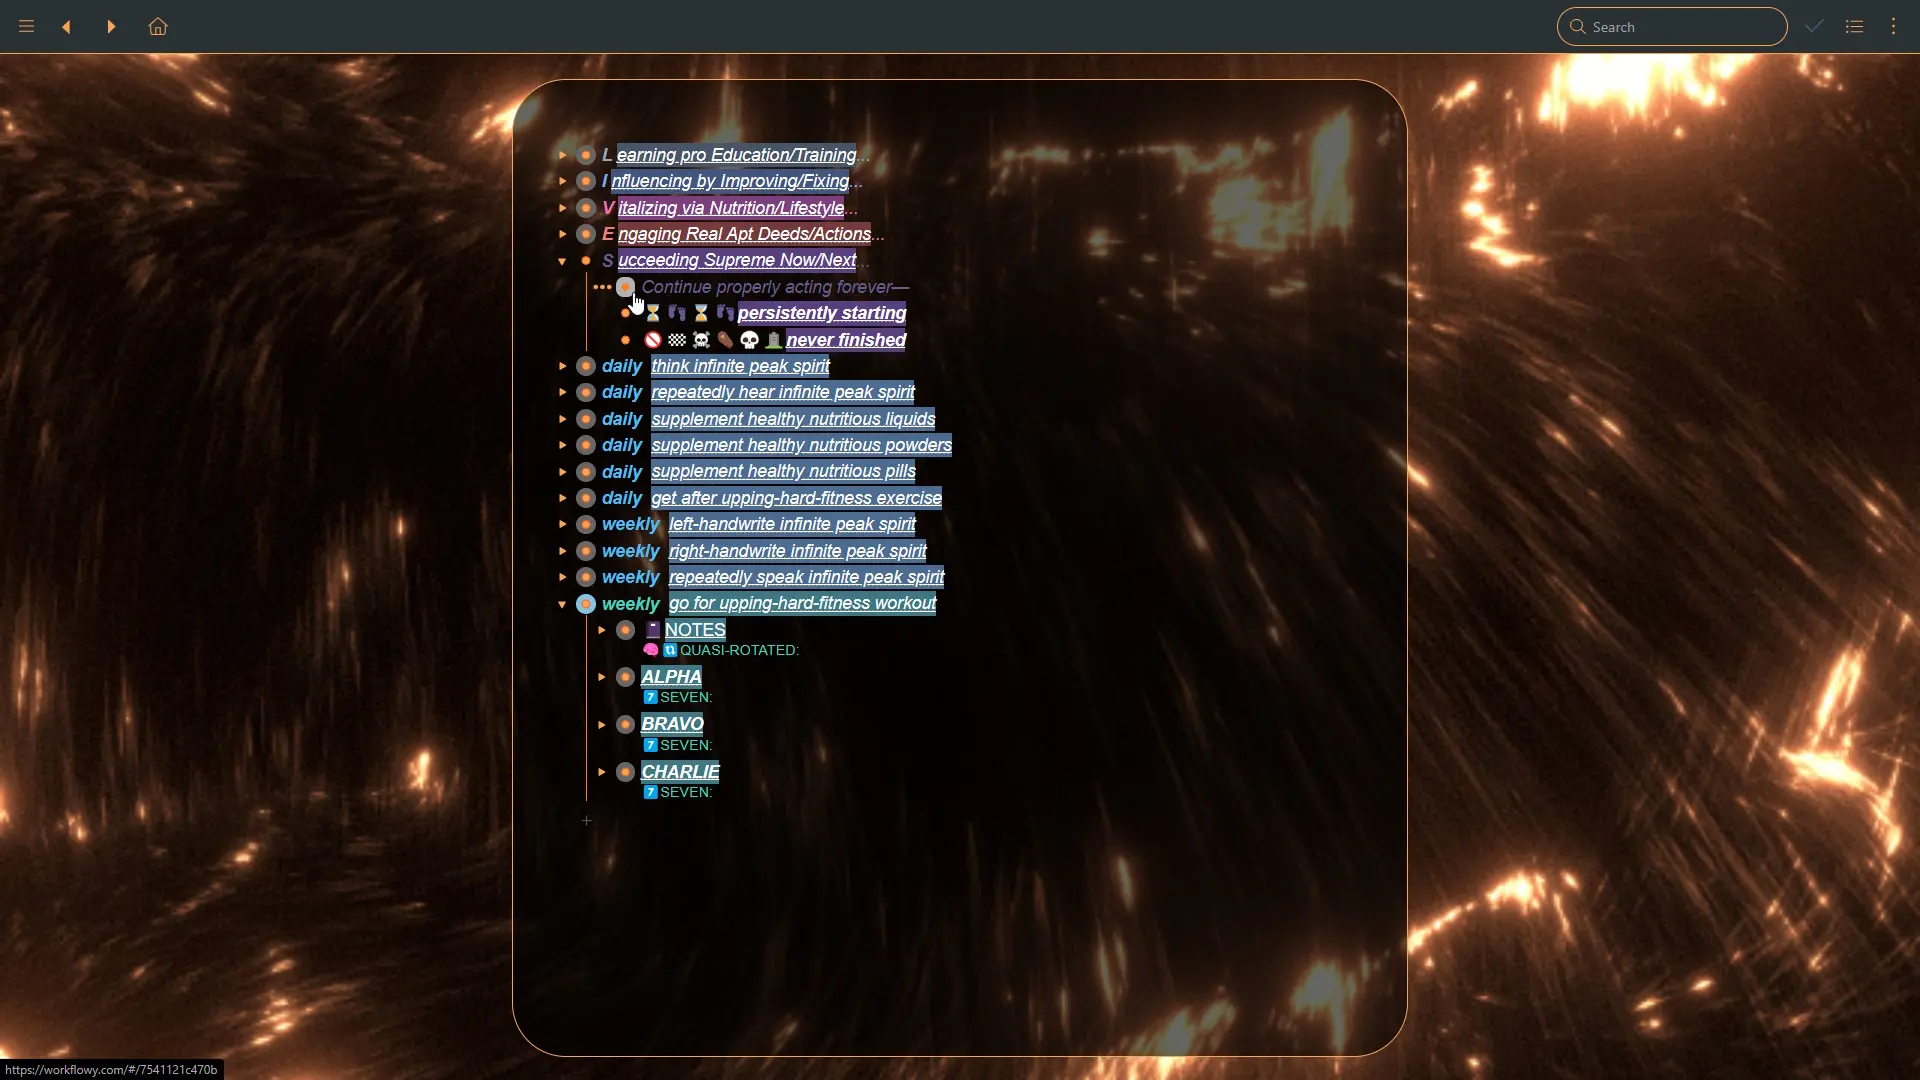 Search
Learning pro Education/Training...
Influencing by Improving/Fixing...
Vitalizing via Nutrition/Lifestyle...
Engaging Real Apt Deeds/Actions...
Succeeding Supreme Now/Next...
Continue properly acting forever—
⏳👣⏳👣persistently starting
🚫🏁☠⚰💀🪦never finished
daily think infinite peak spirit
daily repeatedly hear infinite peak spirit
daily supplement healthy nutritious liquids
daily supplement healthy nutritious powders
daily supplement healthy nutritious pills
daily get after upping-hard-fitness exercise
weekly left-handwrite infinite peak spirit
weekly right-handwrite infinite peak spirit
weekly repeatedly speak infinite peak spirit
weekly go for upping-hard-fitness workout
NOTES
🧠🔃QUASI-ROTATED:
ALPHA
7️⃣SEVEN:
BRAVO
7️⃣SEVEN:
CHARLIE
7️⃣SEVEN:
https://workflowy.com/#/7541121c470b